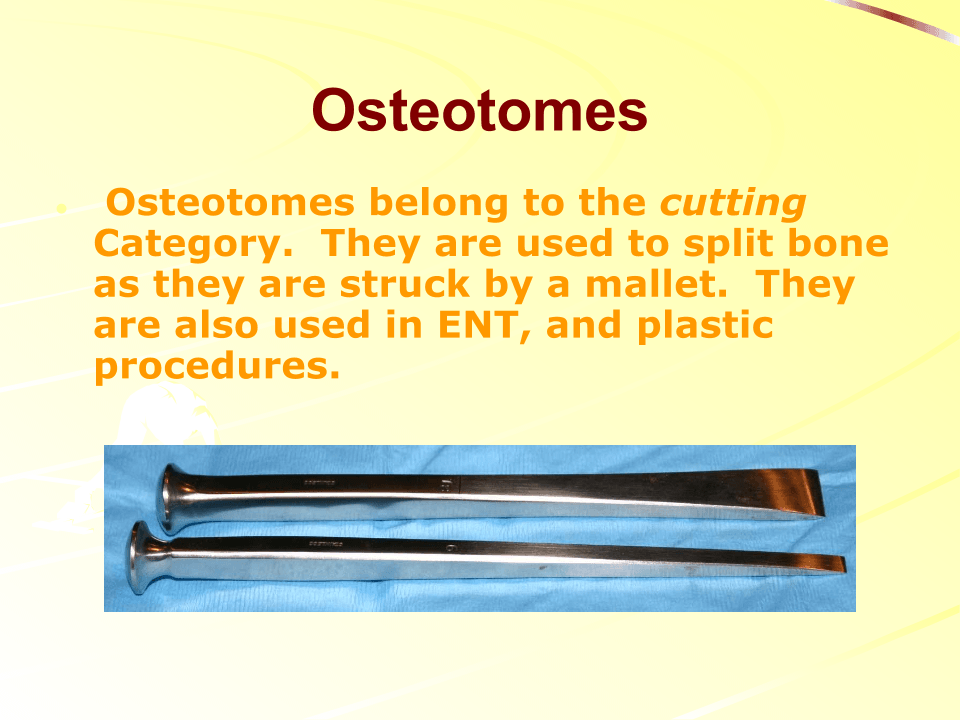 Osteotomes
• Osteotomes belong to the cutting
Category.  They are used to split bone
as they are struck by a mallet.  They
are also used in ENT, and plastic
procedures.